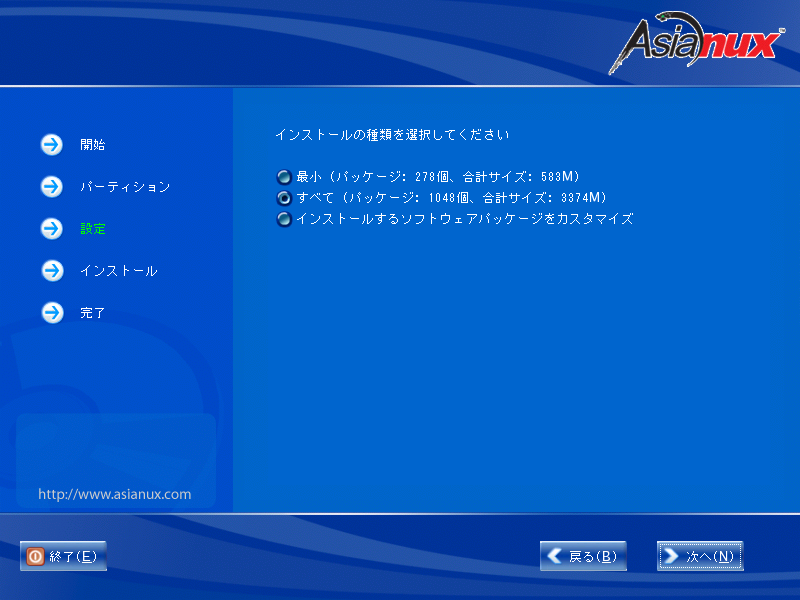 Asianux™
開始
パーティション
設定
インストール
完了
http://www.asianux.com
インストールの種類を選択してください
最小（パッケージ: 278個、合計サイズ: 583M）
すべて（パッケージ: 1048個、合計サイズ: 3374M）
インストールするソフトウェアパッケージをカスタマイズ
終了(E)
戻る(B)
次へ(N)